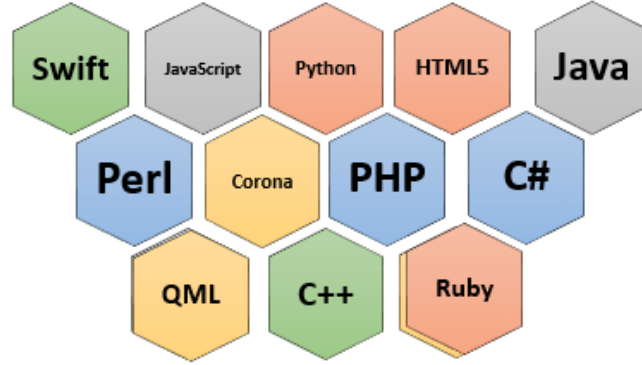 Swift
JavaScript
Python
HTML5
Java
Perl
Corona
PHP
C#
QML
C++
Ruby